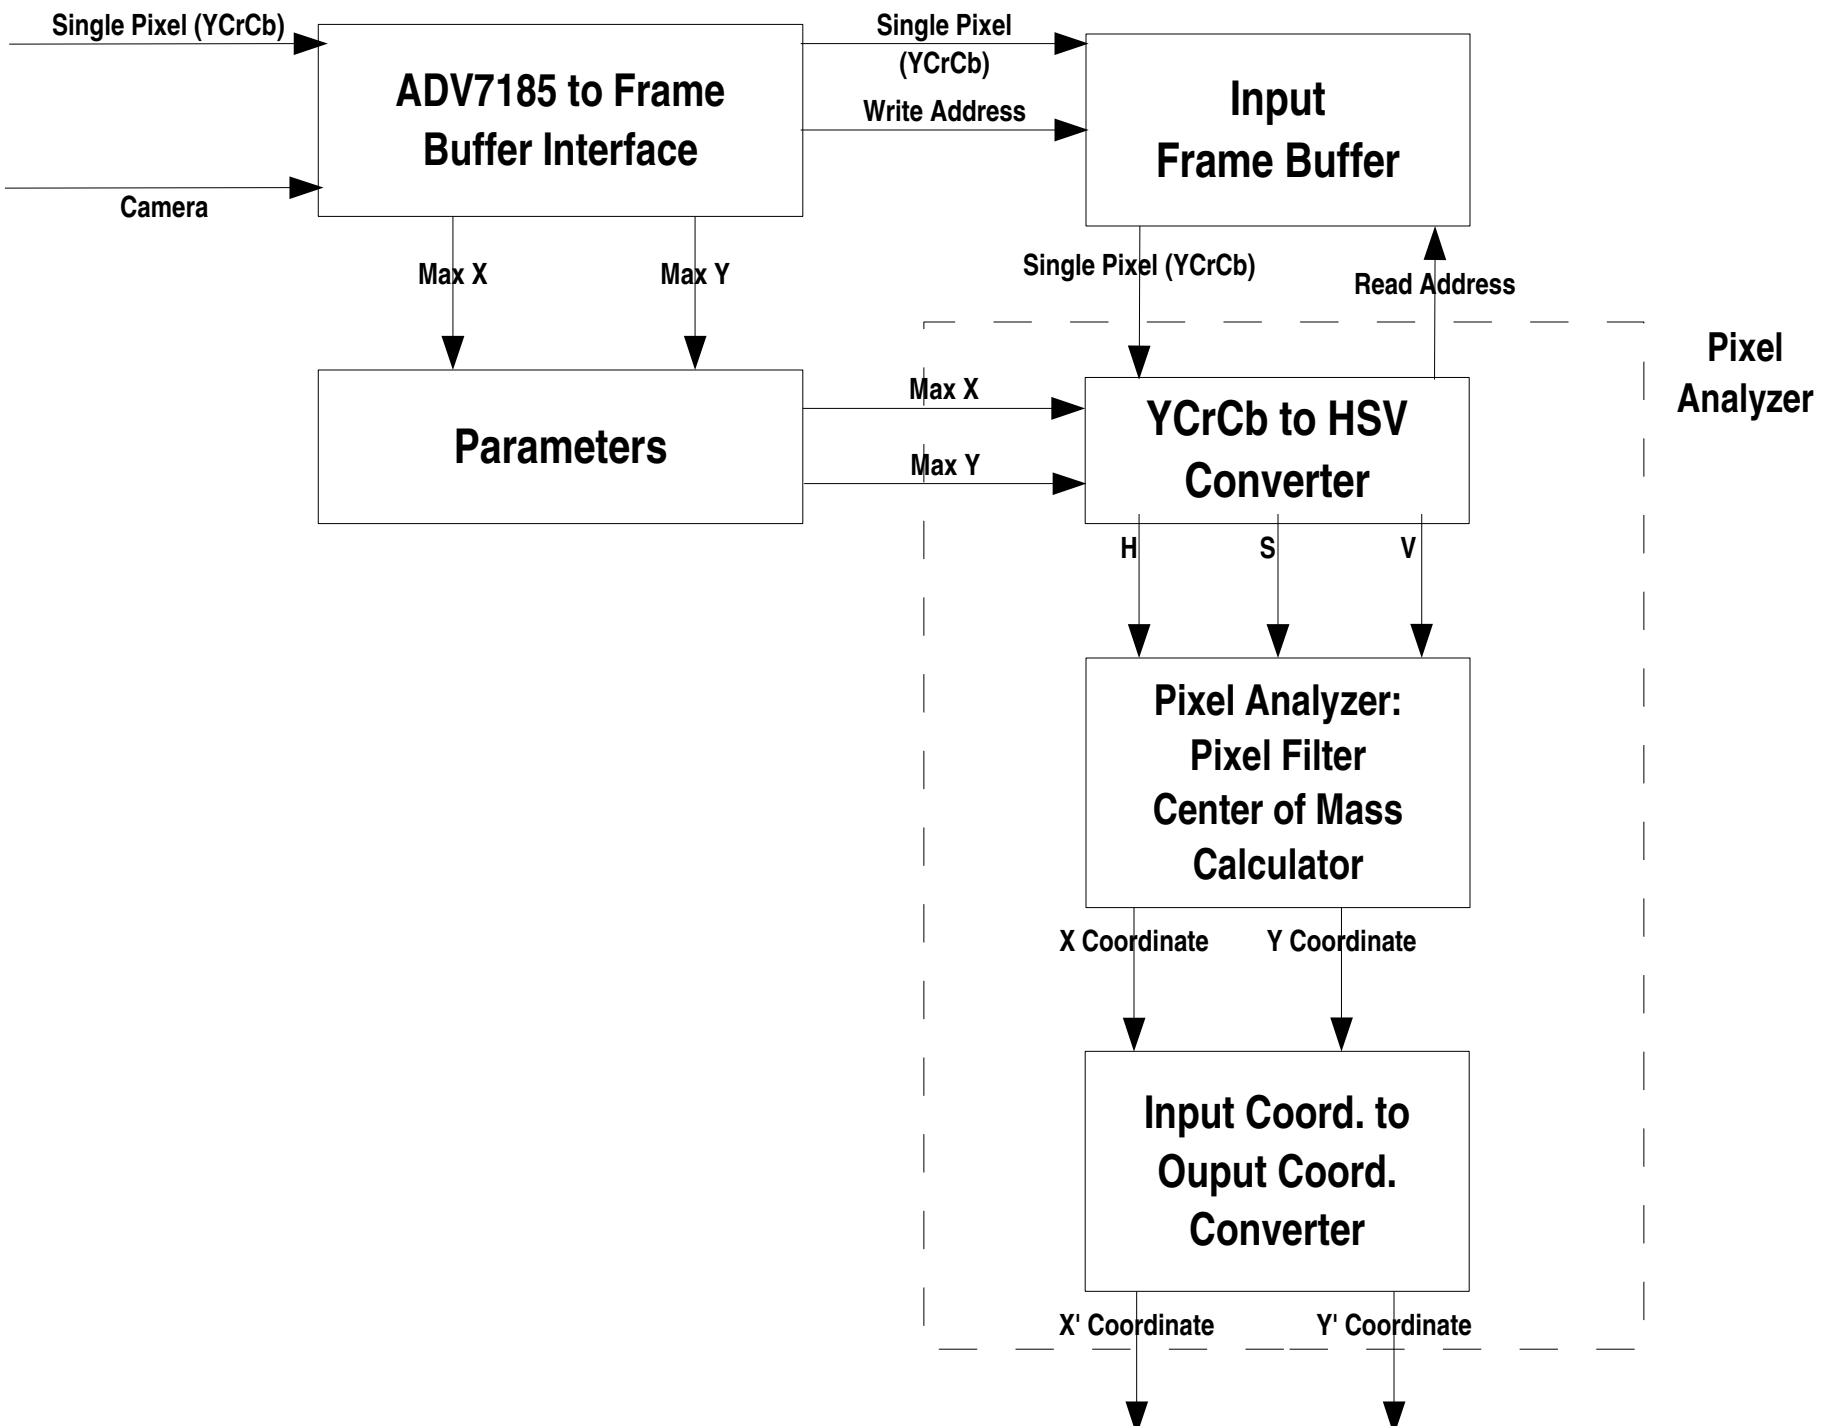 Single Pixel (YCrCb)
Camera
ADV7185 to Frame
Buffer Interface
Single Pixel
(YCrCb)
Write Address
Input
Frame Buffer
Max X
Max Y
Single Pixel (YCrCb)
Read Address
Pixel
Analyzer
Parameters
Max X
Max Y
YCrCb to HSV
Converter
H
S
V
Pixel Analyzer:
Pixel Filter
Center of Mass
Calculator
X Coordinate
Y Coordinate
Input Coord. to
Ouput Coord.
Converter
X' Coordinate
Y' Coordinate